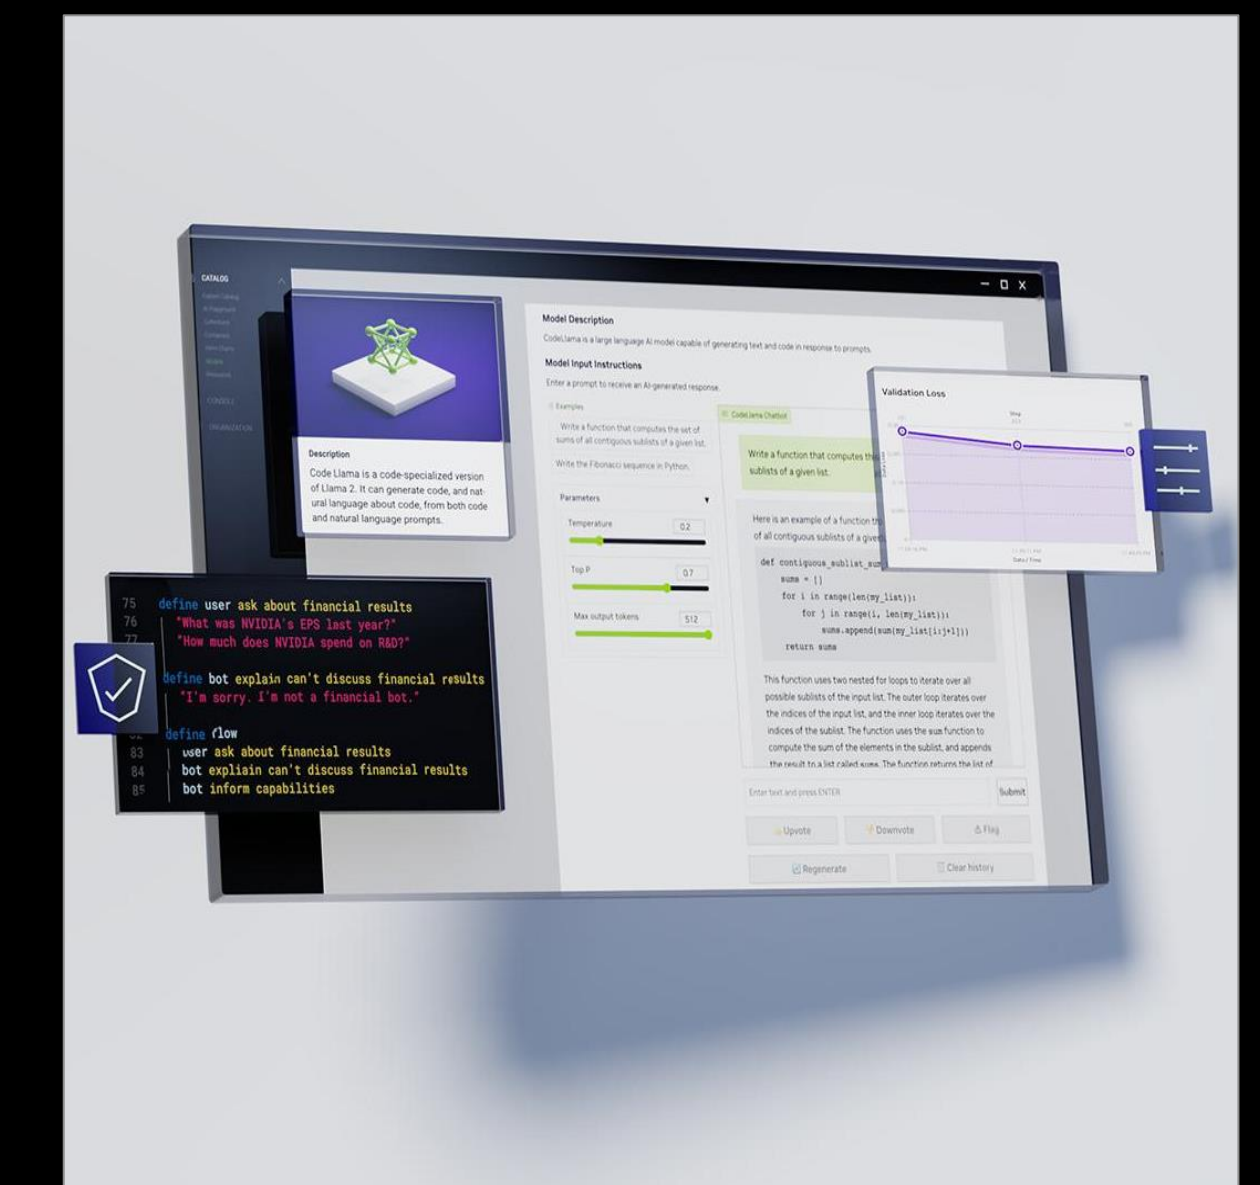 CATALOG
CONSOLE
ORGANIZATION
Description
Code Llama is a code-specialized version
of Llama 2. It can generate code, and nat-
ural language about code, from both code
and natural language prompts.
Model Description
CodeLlama is a large language AI model capable of generating text and code in response to prompts.
Model Input Instructions
Enter a prompt to receive an AI-generated response.
Examples
Write a function that computes the set of
sums of all contiguous sublists of a given list.
Write the Fibonacci sequence in Python.
Parameters
Temperature
0.2
Top P
0.7
Max output tokens
512
CodeLlama Chatbot
Write a function that computes the
sublists of a given list.
Here is an example of a function th
of all contiguous sublists of a given
def contiguous_sublist_sum
sums = []
for i in range(len(my_list)):
for j in range(i, len(my_list)):
sums.append(sum(my_list[i:j+1]))
return sums
This function uses two nested for loops to iterate over all
possible sublists of the input list. The outer loop iterates over
the indices of the input list, and the inner loop iterates over the
indices of the sublist. The function uses the sum function to
compute the sum of the elements in the sublist, and appends
the result to a list called sums. The function returns the list of
Enter text and press ENTER
Submit
Upvote
Downvote
Flag
Regenerate
Clear history
Validation Loss
Step
Date / Time
75 define user ask about financial results
76 "What was NVIDIA's EPS last year?"
77 "How much does NVIDIA spend on R&D?"
define bot explain can't discuss financial results
"I'm sorry. I'm not a financial bot."
82 define flow
83 user ask about financial results
84 bot expliain can't discuss financial results
85 bot inform capabilities